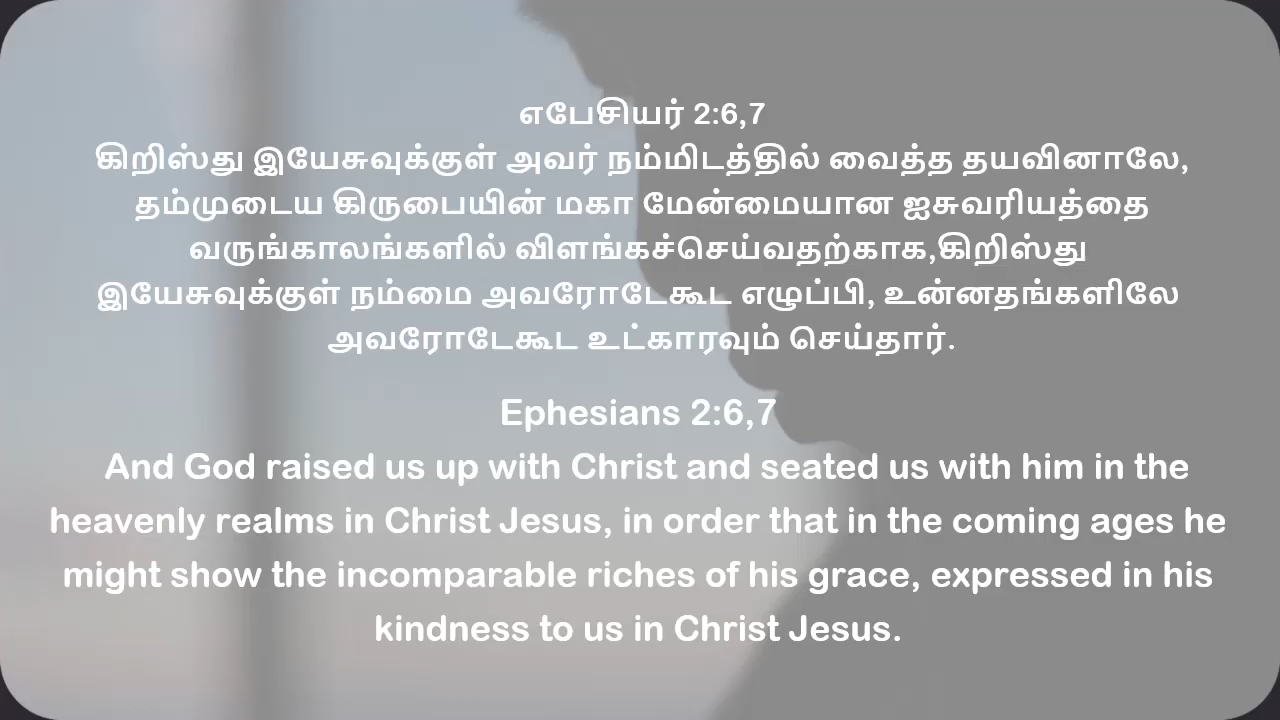 எபேசியர் 2:6,7
கிறிஸ்து இயேசுவுக்குள் அவர் நம்மிடத்தில் வைத்த தயவினாலே,
தம்முடைய கிருபையின் மகா மேன்மையான ஐசுவரியத்தை
வருங்காலங்களில் விளங்கச்செய்வதற்காக,கிறிஸ்து
இயேசுவுக்குள் நம்மை அவரோடேகூட எழுப்பி, உன்னதங்களிலே
அவரோடேகூட உட்காரவும் செய்தார்.
Ephesians 2:6,7
And God raised us up with Christ and seated us with him in the
heavenly realms in Christ Jesus, in order that in the coming ages he
might show the incomparable riches of his grace, expressed in his
kindness to us in Christ Jesus.